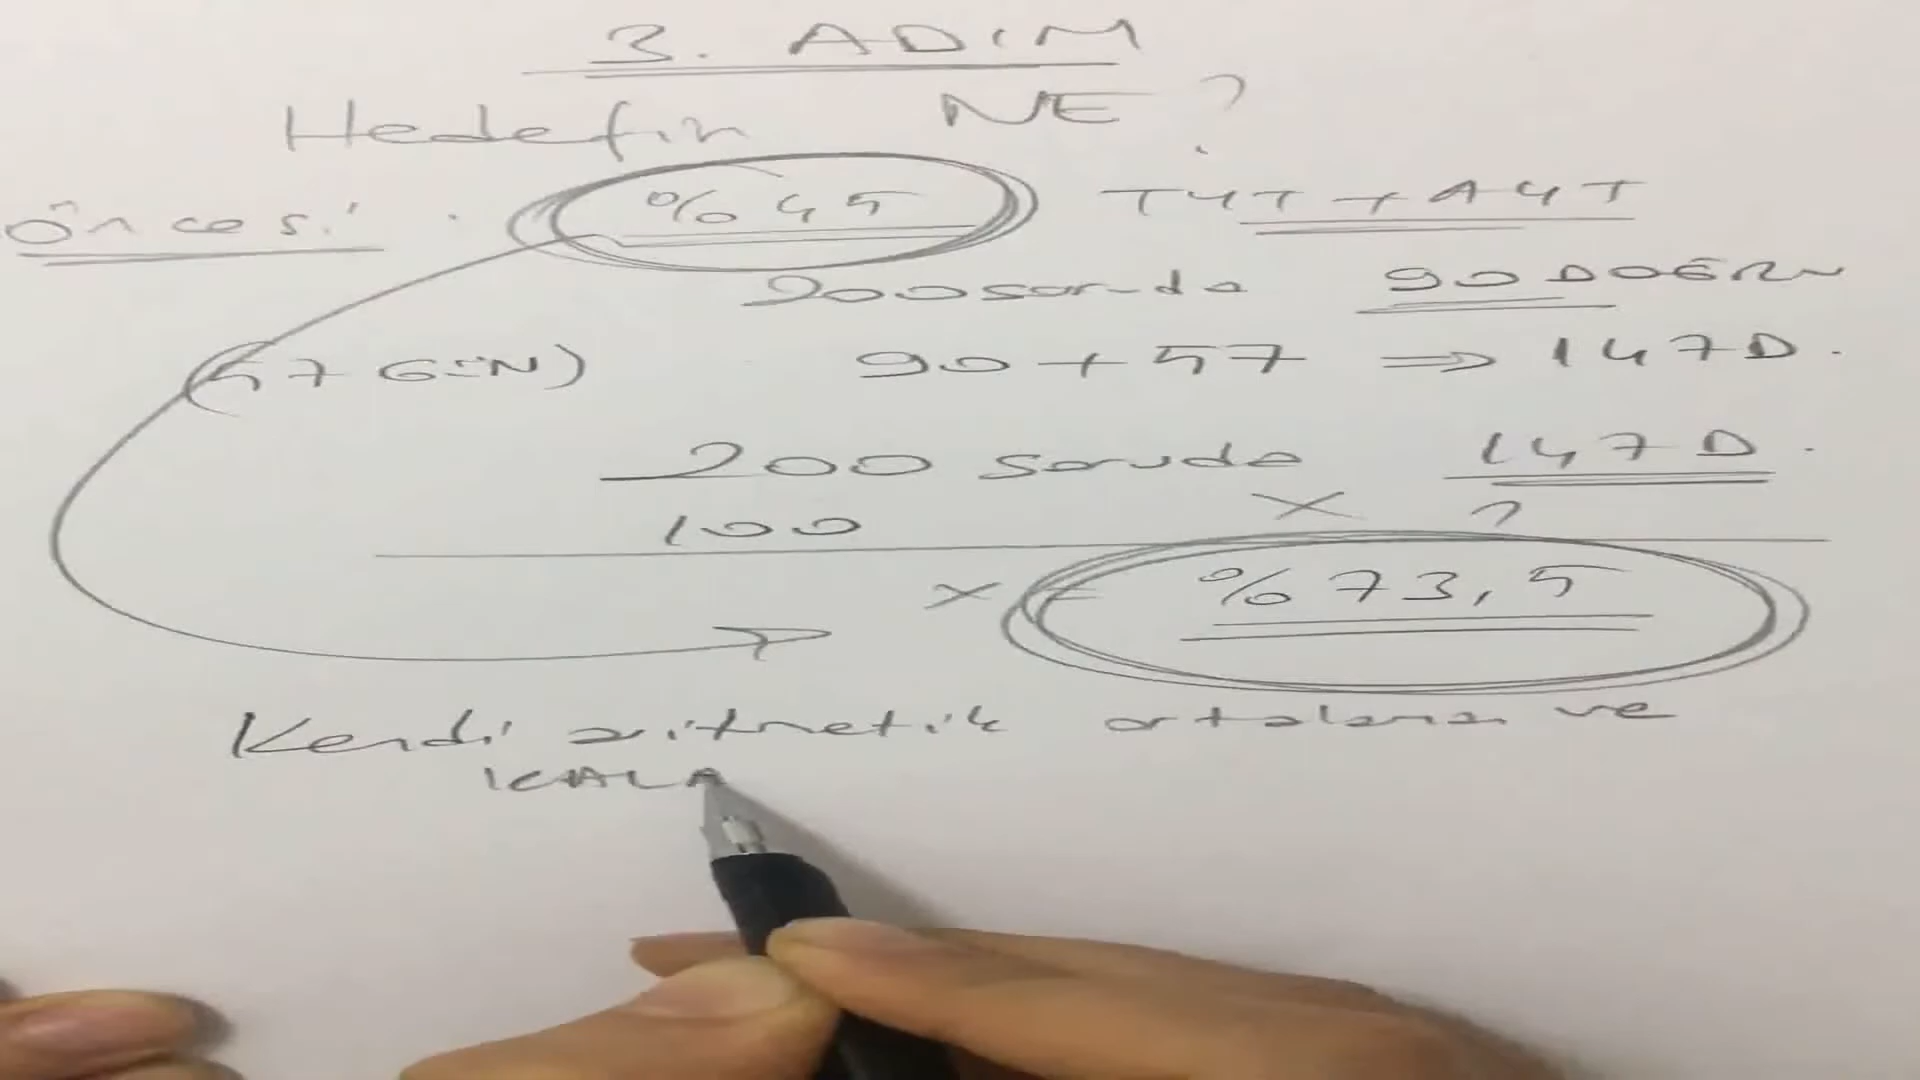 3. ADIM
Hedefin NE?
Öncesi . %45 TYT + AYT
200 soruda 90 DOĞRU
(57 GÜN) 90 + 57 ⇒ 147 D.
200 soruda 147 D.
100 X ?
X = %73,5
Kendi aritmetik ortalaman ve
KALA